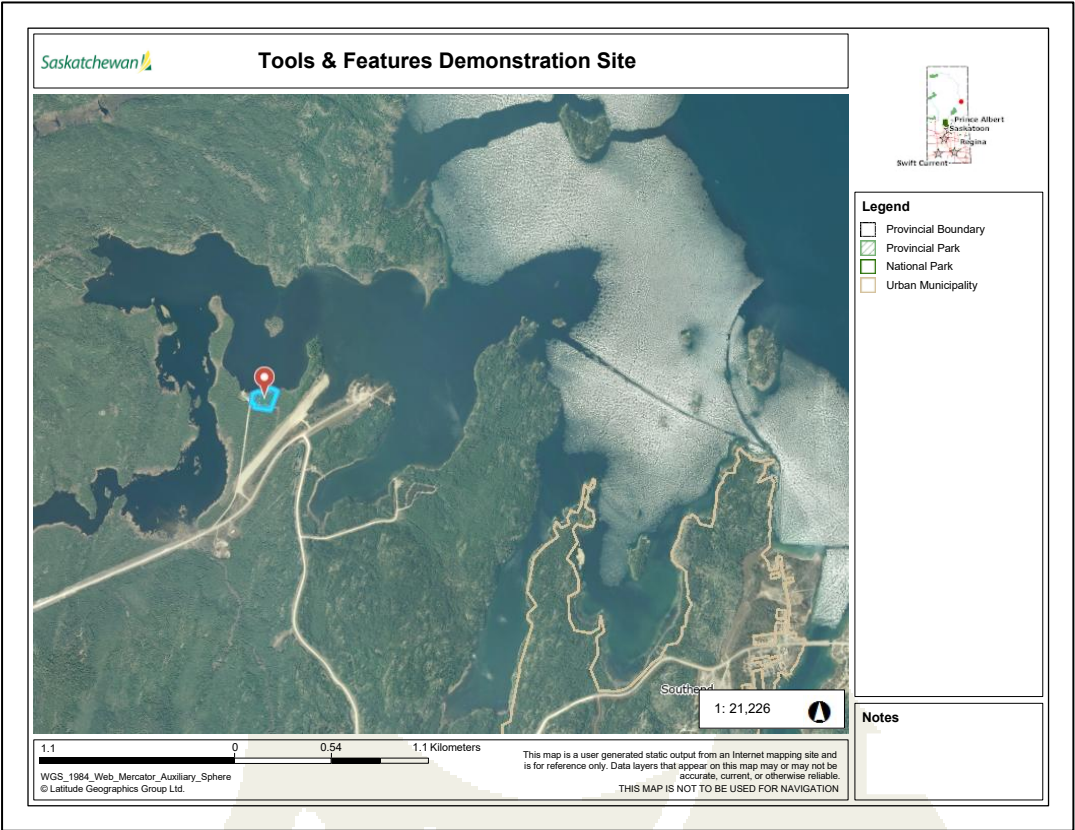 Saskatchewan
Tools & Features Demonstration Site
Prince Albert
Saskatoon
Regina
Swift Current
Legend
Provincial Boundary
Provincial Park
National Park
Urban Municipality
Southend
1: 21,226
Notes
1.1 0 0.54 1.1 Kilometers
WGS_1984_Web_Mercator_Auxiliary_Sphere
© Latitude Geographics Group Ltd.
This map is a user generated static output from an Internet mapping site and
is for reference only. Data layers that appear on this map may or may not be
accurate, current, or otherwise reliable.
THIS MAP IS NOT TO BE USED FOR NAVIGATION